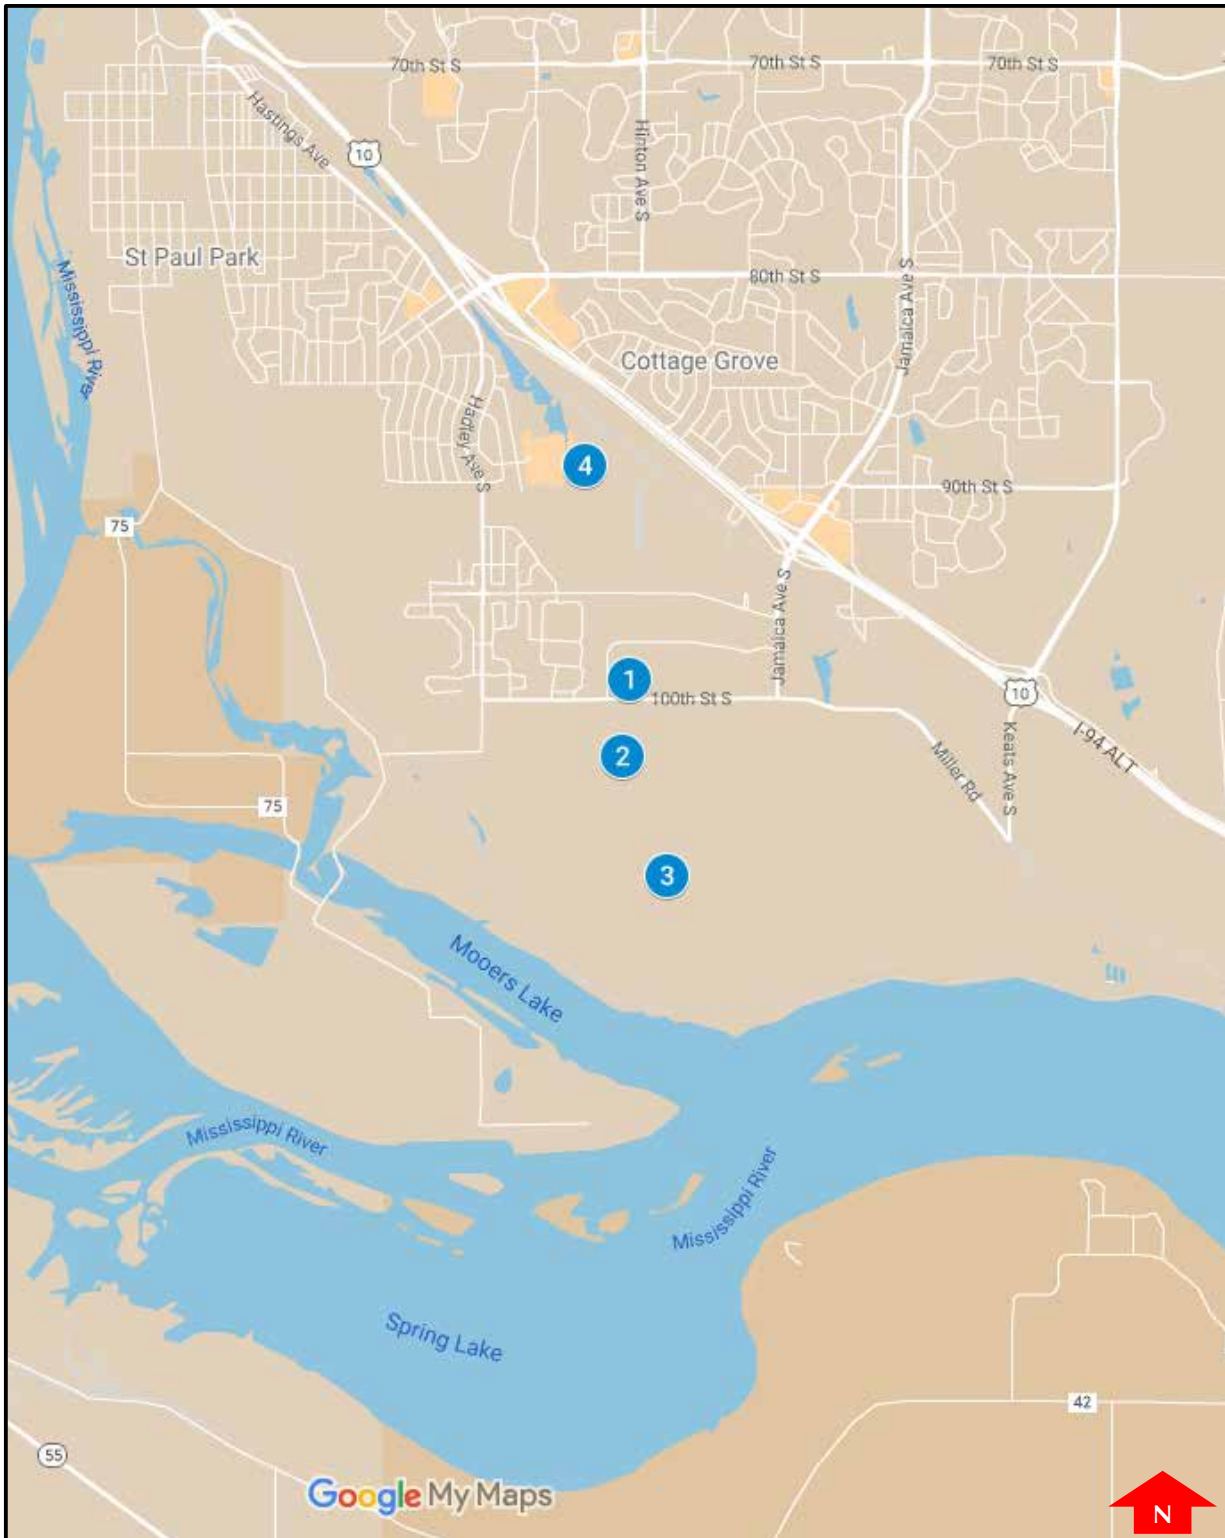 70th St S
70th St S
70th St S
Hastings Ave
10
Hinton Ave S
St Paul Park
Mississippi River
80th St S
Jamaica Ave S
Cottage Grove
Hadley Ave S
4
90th St S
75
Jamaica Ave S
1
100th St S
10
Keats Ave S
I-94 ALT
2
Miller Rd
75
3
Mooers Lake
Mississippi River
Mississippi River
Spring Lake
42
55
Google My Maps
N